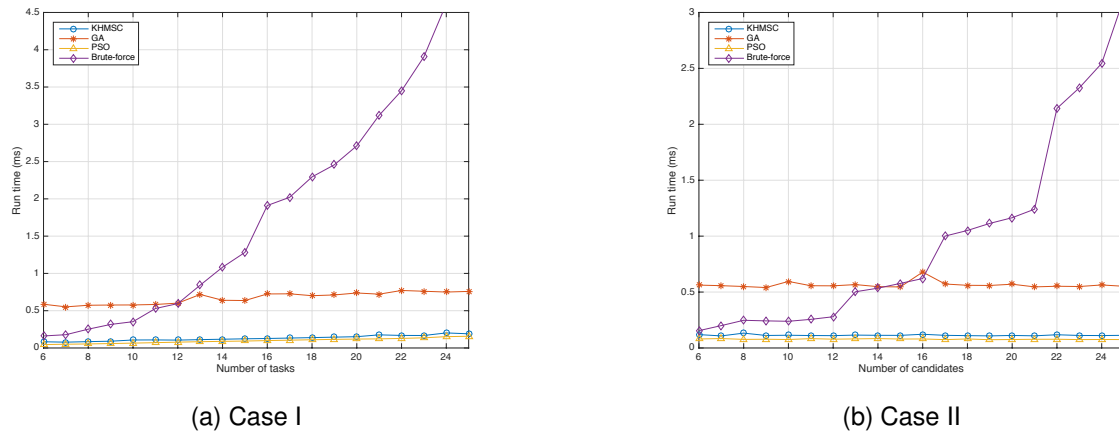 KHMSC
GA
PSO
Brute-force
4.5
4
3.5
3
2.5
2
1.5
1
0.5
0
Run time (ms)
6 8 10 12 14 16 18 20 22 24
Number of tasks
(a) Case I
KHMSC
GA
PSO
Brute-force
3
2.5
2
1.5
1
0.5
0
Run time (ms)
6 8 10 12 14 16 18 20 22 24
Number of candidates
(b) Case II